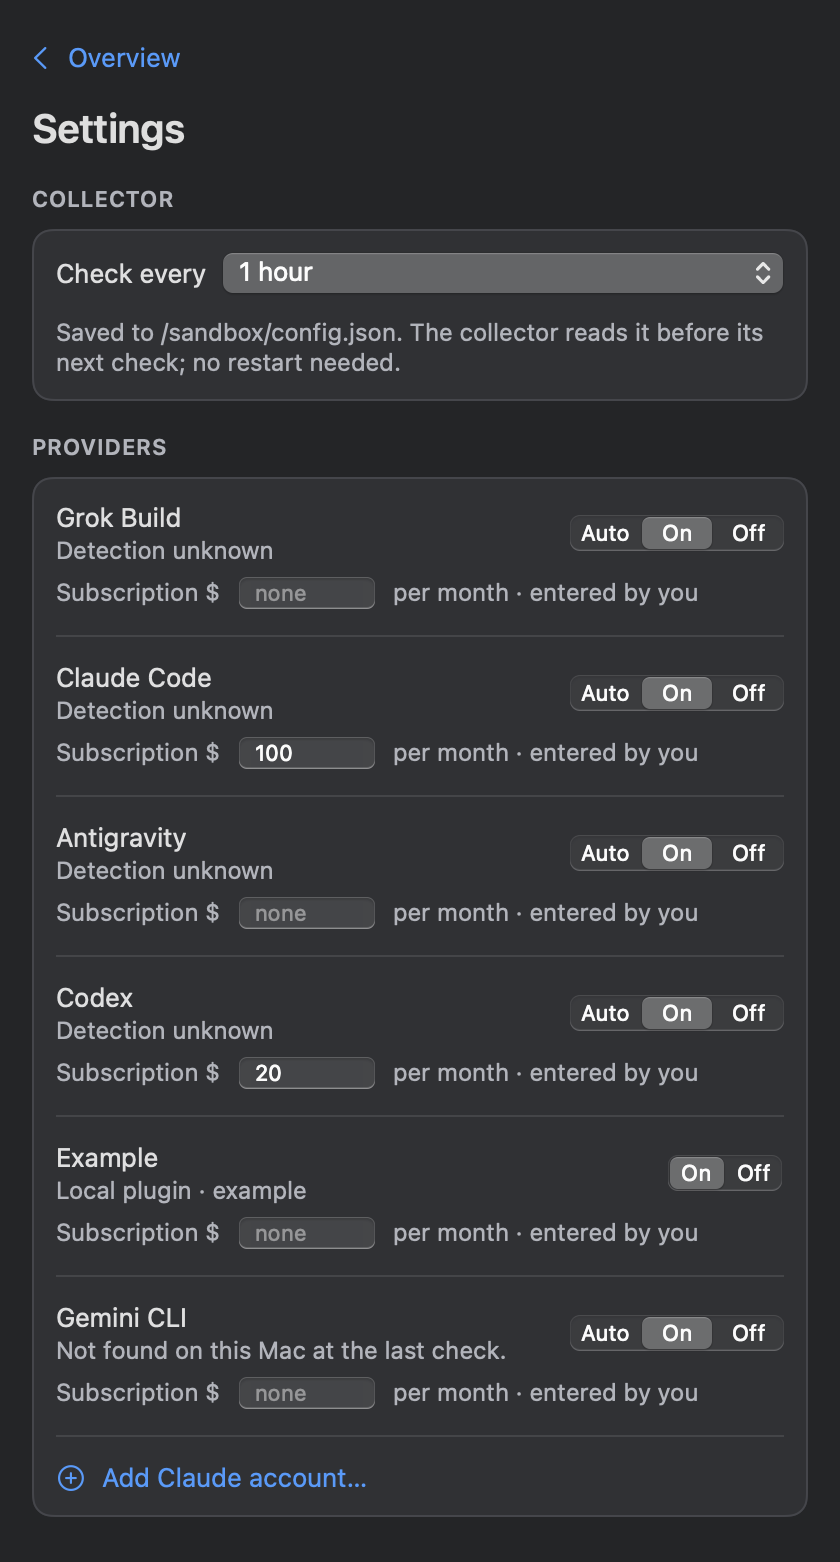 Overview
Settings
COLLECTOR
Check every 1 hour
Saved to /sandbox/config.json. The collector reads it before its
next check; no restart needed.
PROVIDERS
Grok Build
Auto On Off
Detection unknown
Subscription $ none per month · entered by you
Claude Code
Auto On Off
Detection unknown
Subscription $ 100 per month · entered by you
Antigravity
Auto On Off
Detection unknown
Subscription $ none per month · entered by you
Codex
Auto On Off
Detection unknown
Subscription $ 20 per month · entered by you
Example
On Off
Local plugin · example
Subscription $ none per month · entered by you
Gemini CLI
Auto On Off
Not found on this Mac at the last check.
Subscription $ none per month · entered by you
Add Claude account...